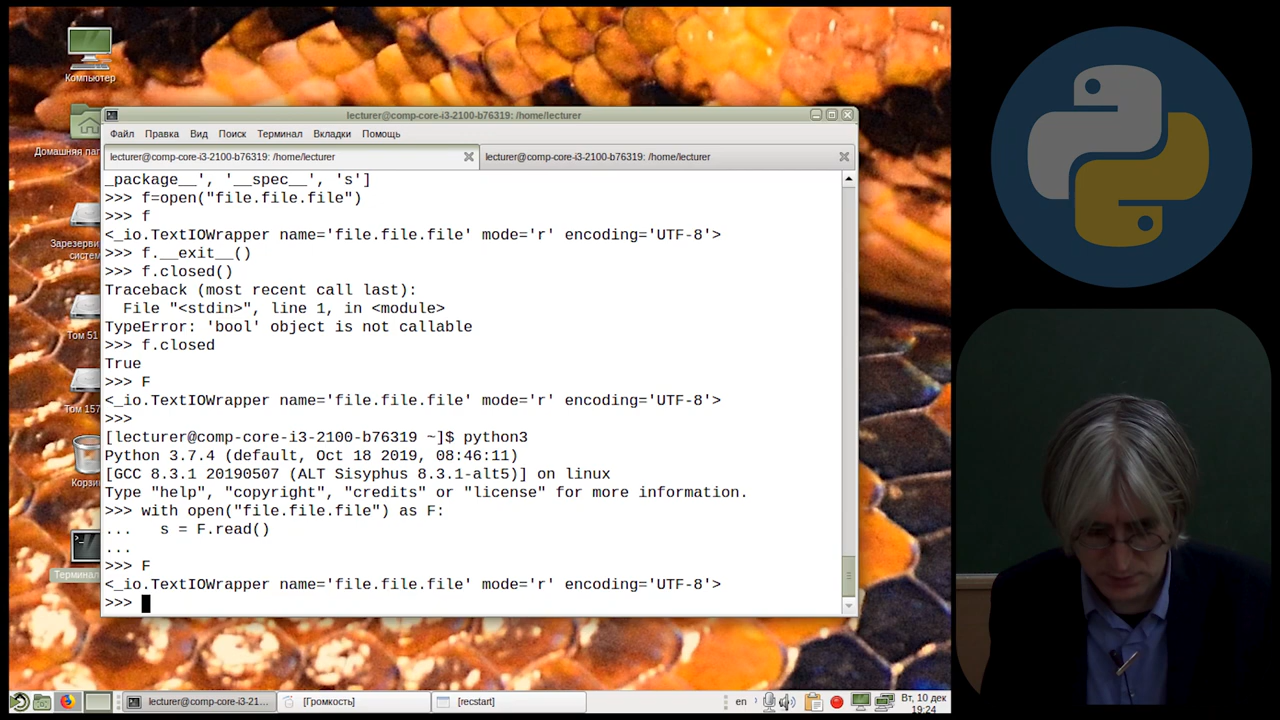 Компьютер
Домашняя пап
Зарезерви
систем
Том 51
Том 157
Корзи
Терминал
lecturer@comp-core-i3-2100-b76319: /home/lecturer
Файл Правка Вид Поиск Терминал Вкладки Помощь
lecturer@comp-core-i3-2100-b76319: /home/lecturer
lecturer@comp-core-i3-2100-b76319: /home/lecturer
_package__', '__spec__', 's']
>>> f=open("file.file.file")
>>> f
<_io.TextIOWrapper name='file.file.file' mode='r' encoding='UTF-8'>
>>> f.__exit__()
>>> f.closed()
Traceback (most recent call last):
  File "<stdin>", line 1, in <module>
TypeError: 'bool' object is not callable
>>> f.closed
True
>>> F
<_io.TextIOWrapper name='file.file.file' mode='r' encoding='UTF-8'>
>>>
[lecturer@comp-core-i3-2100-b76319 ~]$ python3
Python 3.7.4 (default, Oct 18 2019, 08:46:11)
[GCC 8.3.1 20190507 (ALT Sisyphus 8.3.1-alt5)] on linux
Type "help", "copyright", "credits" or "license" for more information.
>>> with open("file.file.file") as F:
...   s = F.read()
...
>>> F
<_io.TextIOWrapper name='file.file.file' mode='r' encoding='UTF-8'>
>>>
lecturer@comp-core-i3-21...
[Громкость]
[recstart]
en
Вт, 10 дек
19:24